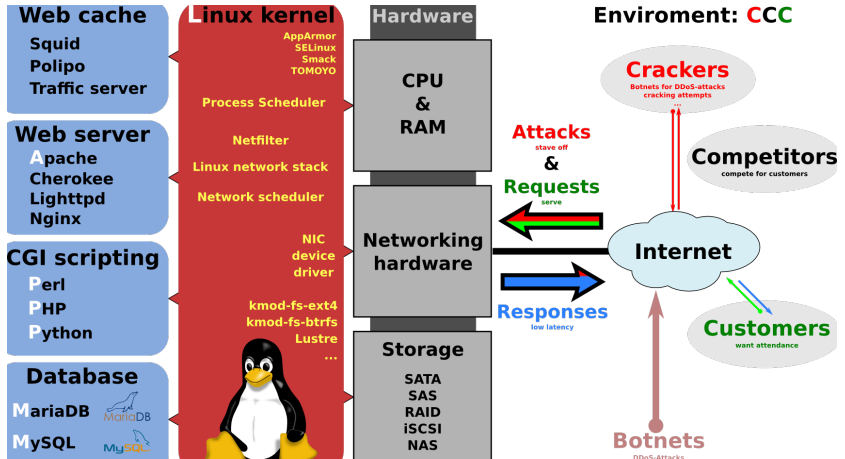 Web cache
Squid
Polipo
Traffic server
Web server
Apache
Cherokee
Lighttpd
Nginx
CGI scripting
Perl
PHP
Python
Database
MariaDB
MariaDB
MySQL
MySQL
Linux kernel
AppArmor
SELinux
Smack
TOMOYO
Process Scheduler
Netfilter
Linux network stack
Network scheduler
NIC
device
driver
kmod-fs-ext4
kmod-fs-btrfs
Lustre
...
Hardware
CPU
&
RAM
Networking
hardware
Storage
SATA
SAS
RAID
iSCSI
NAS
Enviroment: CCC
Crackers
Botnets for DDoS-attacks
cracking attempts
...
Competitors
compete for customers
Attacks
stave off
&
Requests
serve
Internet
Responses
low latency
Customers
want attendance
Botnets
DDoS-Attacks